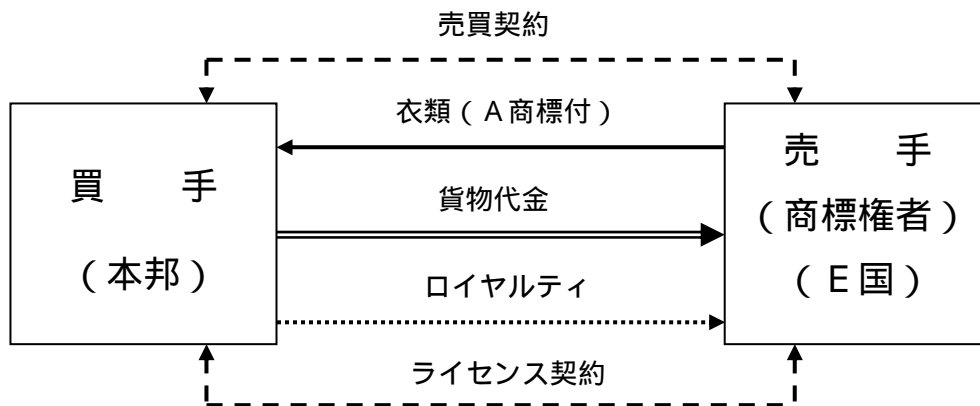 売買契約
衣類（Ａ商標付）
買　手
（本邦）
貨物代金
ロイヤルティ
売　手
（商標権者）
（Ｅ国）
ライセンス契約